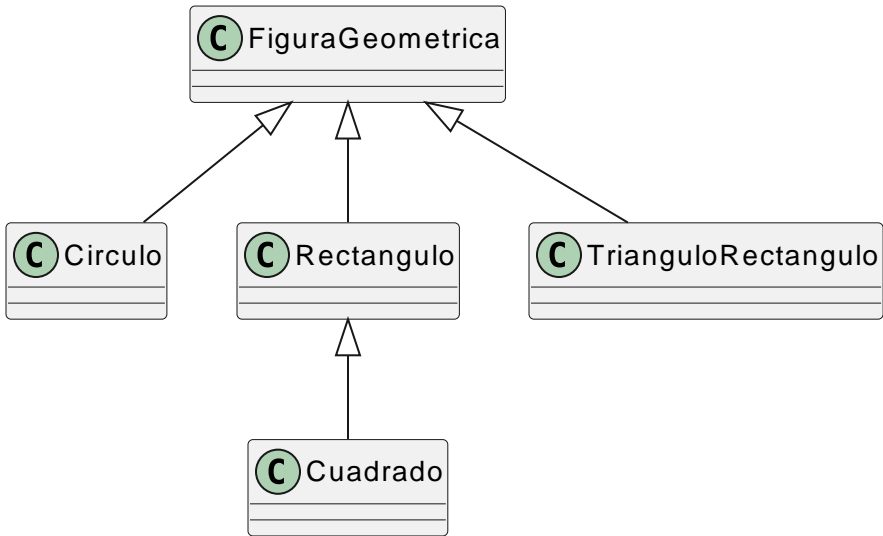 C FiguraGeometrica
C Circulo
C Rectangulo
C TrianguloRectangulo
C Cuadrado